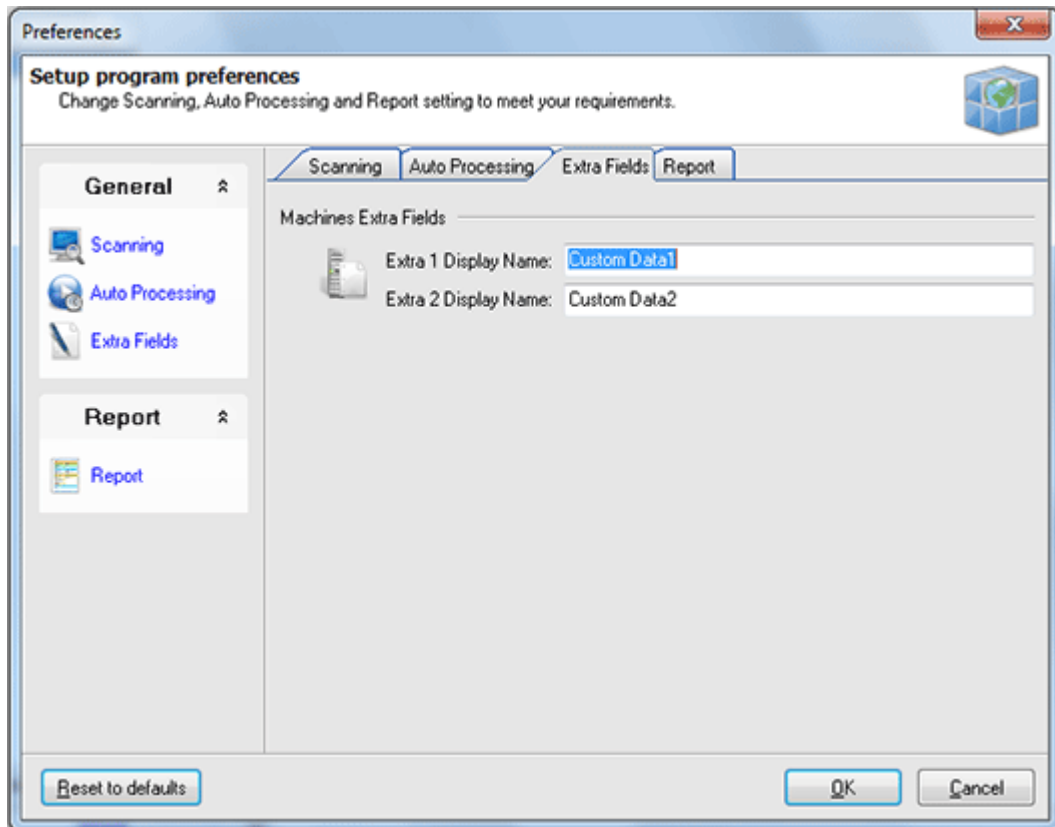 Preferences
Setup program preferences
Change Scanning, Auto Processing and Report setting to meet your requirements.
General
Scanning
Auto Processing
Extra Fields
Report
Report
Scanning Auto Processing Extra Fields Report
Machines Extra Fields
Extra 1 Display Name: Custom Data1
Extra 2 Display Name: Custom Data2
Reset to defaults
OK Cancel